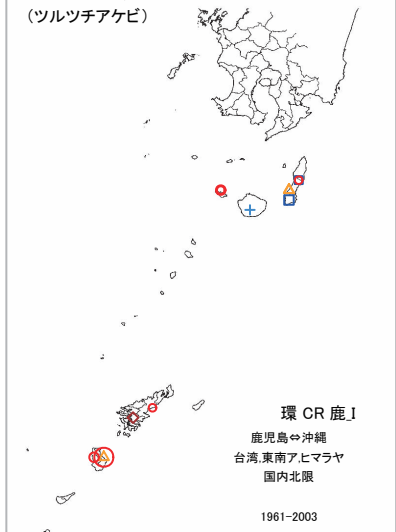 (ツルツチアケビ)
環 CR 鹿_I
鹿児島⇔沖縄
台湾,東南ア,ヒマラヤ
国内北限
1961-2003